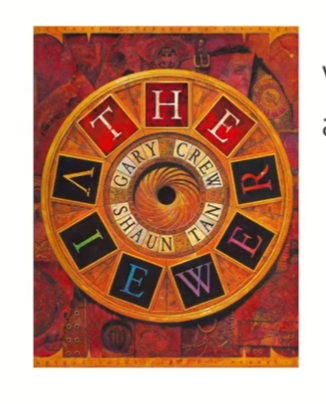 THE
VIEWER
GARY CREW
SHAUN TAN